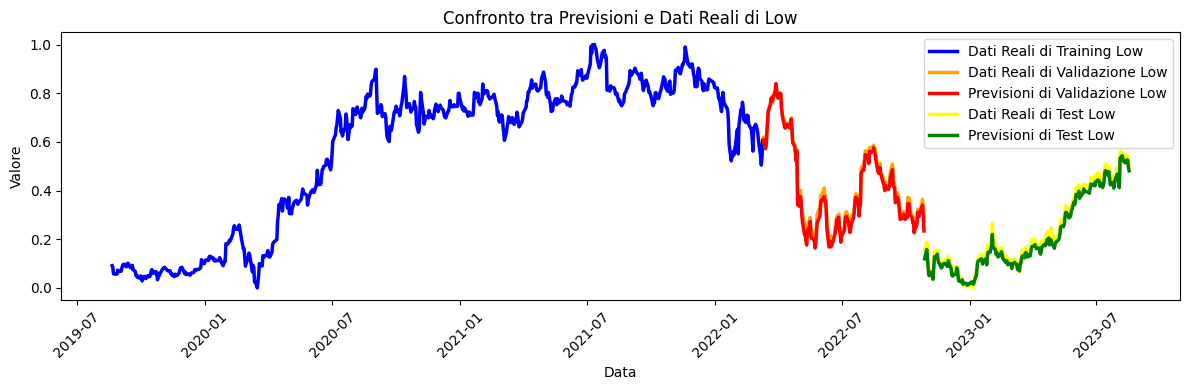 Confronto tra Previsioni e Dati Reali di Low
Dati Reali di Training Low
Dati Reali di Validazione Low
Previsioni di Validazione Low
Dati Reali di Test Low
Previsioni di Test Low
Valore
1.0
0.8
0.6
0.4
0.2
0.0
2019-07
2020-01
2020-07
2021-01
2021-07
2022-01
2022-07
2023-01
2023-07
Data